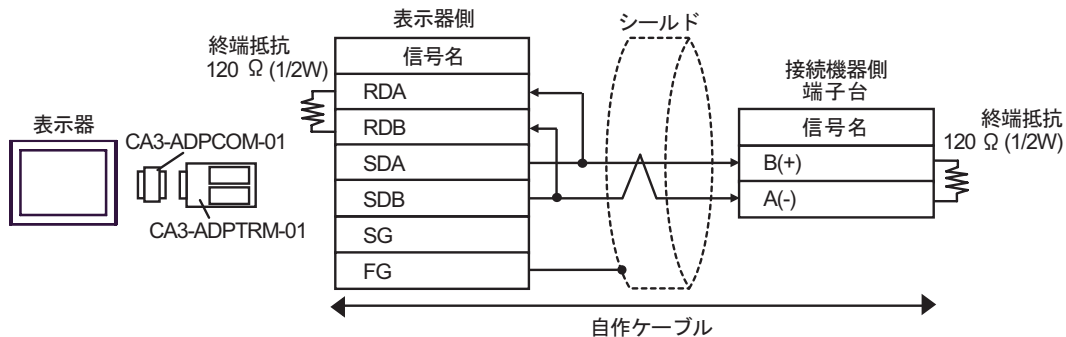 表示器側
シールド
終端抵抗
120 Ω (1/2W)
信号名
RDA
RDB
SDA
SDB
SG
FG
表示器
CA3-ADPCOM-01
CA3-ADPTRM-01
接続機器側
端子台
信号名
B(+)
A(-)
終端抵抗
120 Ω (1/2W)
自作ケーブル